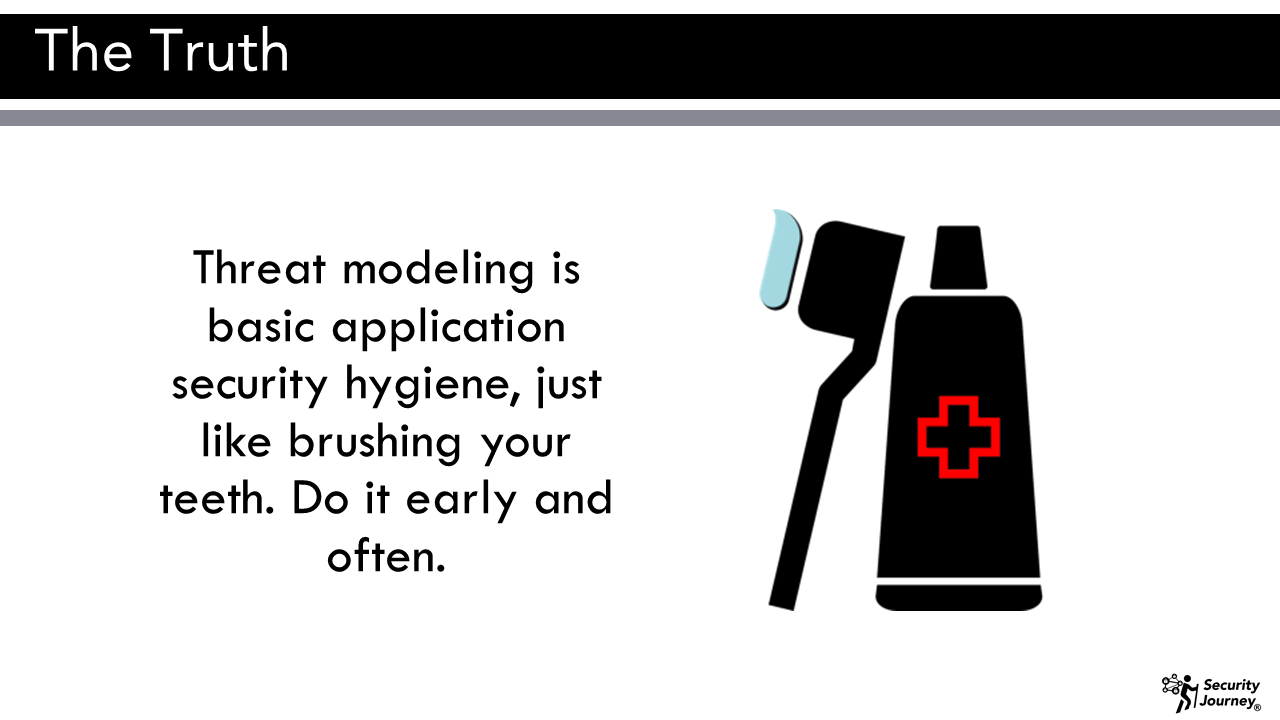 The Truth
Threat modeling is
basic application
security hygiene, just
like brushing your
teeth. Do it early and
often.
Security
Journey®